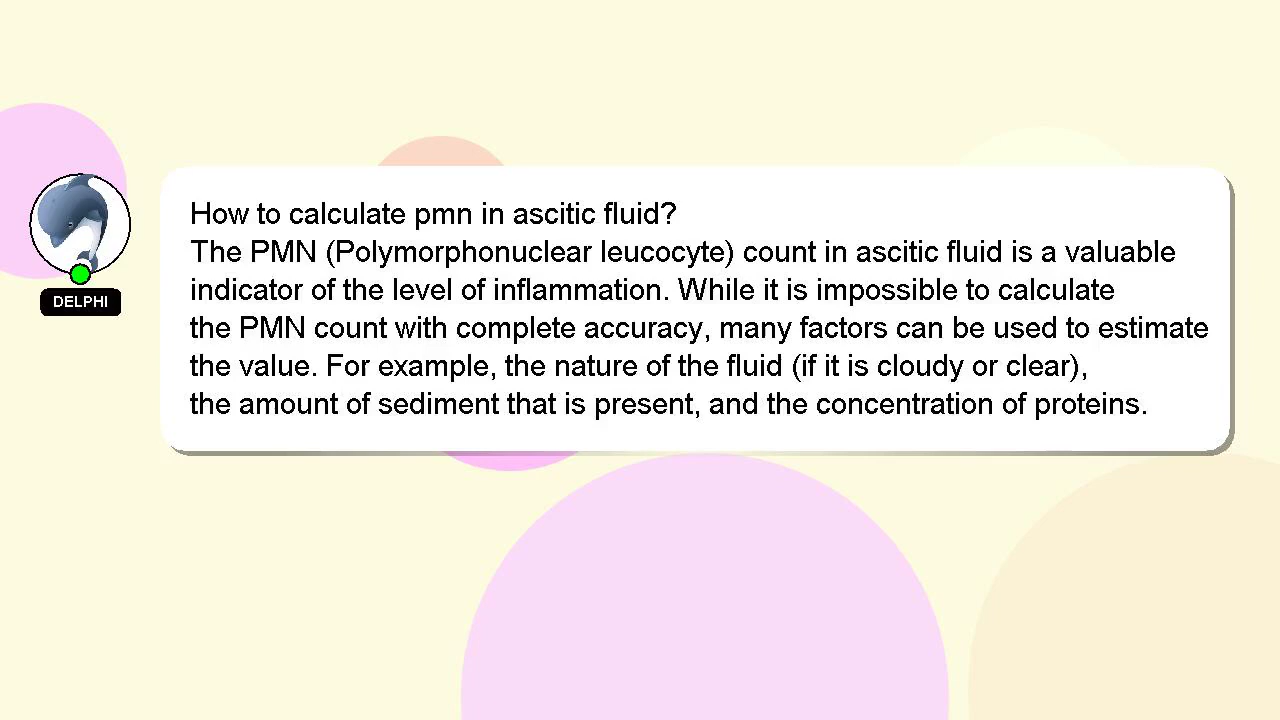 How to calculate pmn in ascitic fluid?
The PMN (Polymorphonuclear leucocyte) count in ascitic fluid is a valuable
indicator of the level of inflammation. While it is impossible to calculate
the PMN count with complete accuracy, many factors can be used to estimate
the value. For example, the nature of the fluid (if it is cloudy or clear),
the amount of sediment that is present, and the concentration of proteins.
DELPHI